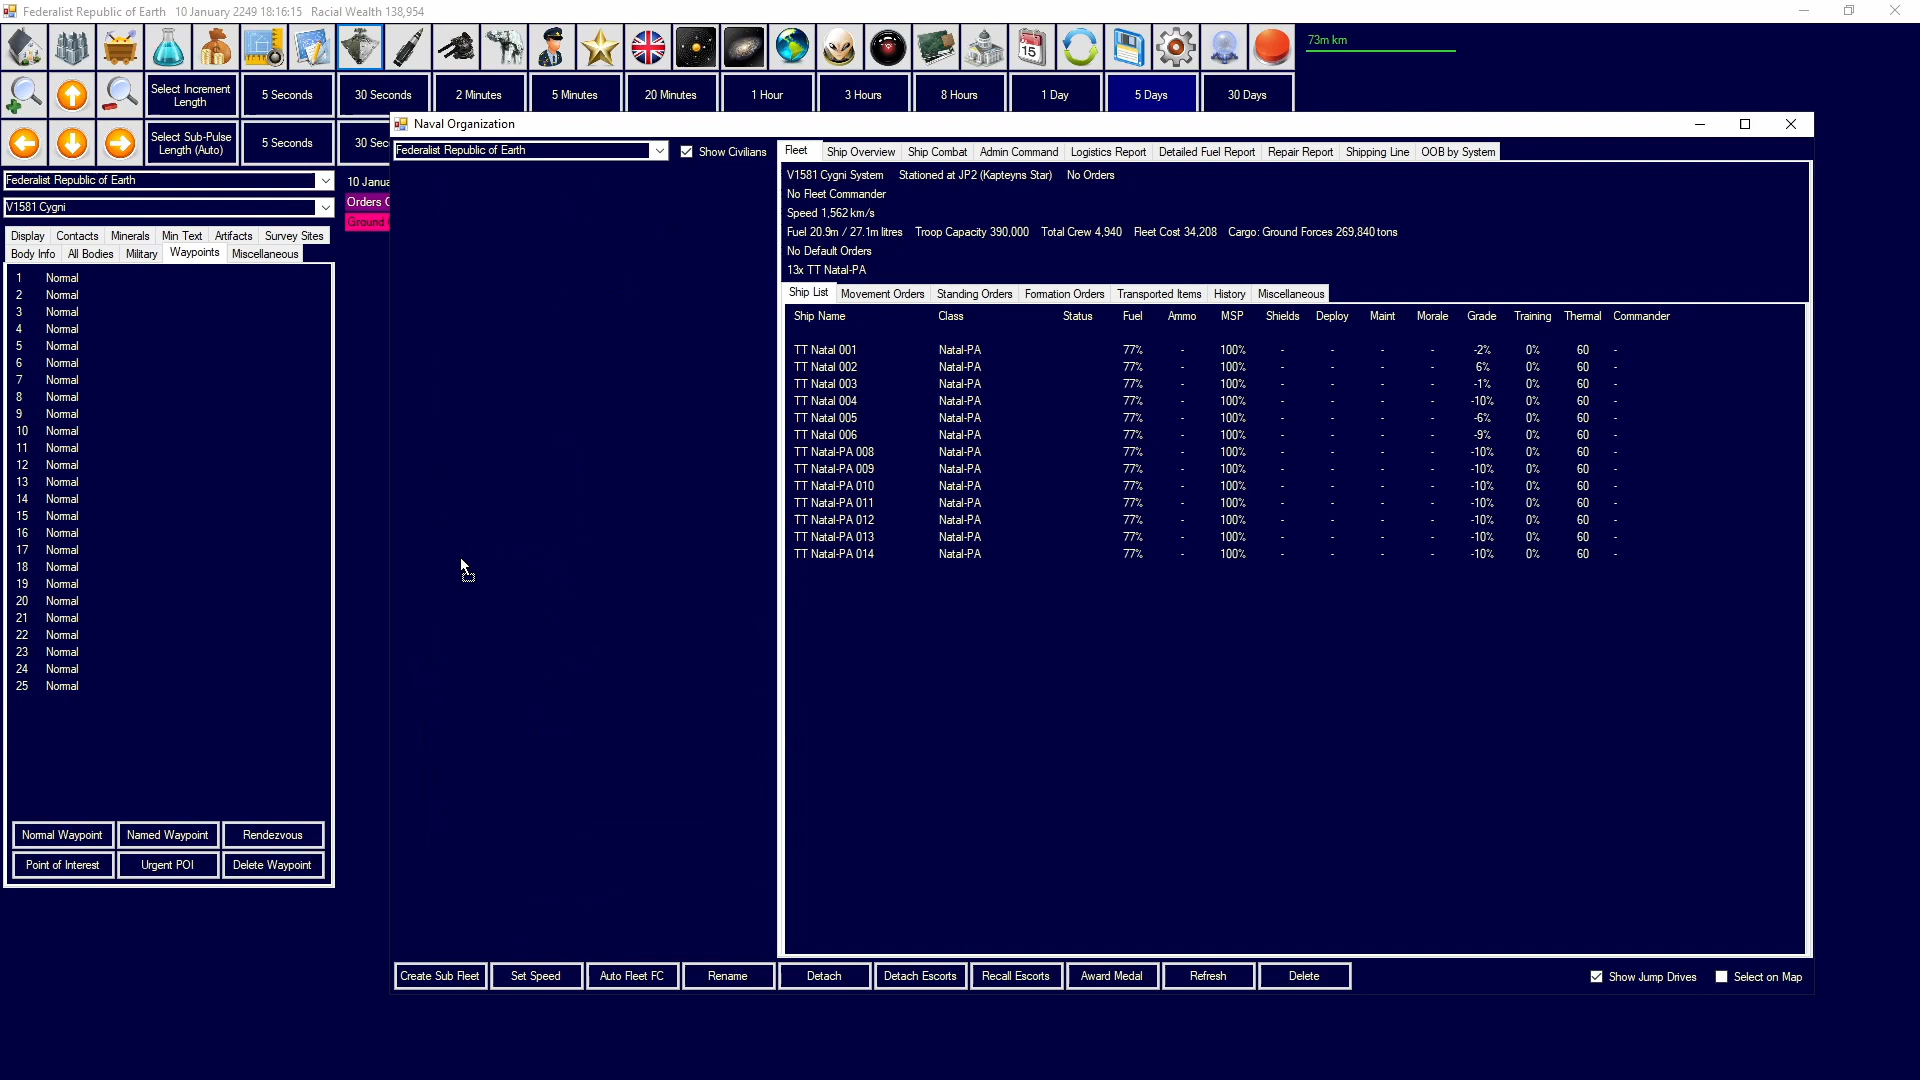 Federalist Republic of Earth   10 January 2249 18:16:15   Racial Wealth 138,954
15
73m km
Select Increment Length
5 Seconds
30 Seconds
2 Minutes
5 Minutes
20 Minutes
1 Hour
3 Hours
8 Hours
1 Day
5 Days
30 Days
Select Sub-Pulse Length (Auto)
5 Seconds
30 Sec
Federalist Republic of Earth
V1581 Cygni
10 Janua
Orders C
Ground
Display Contacts Minerals Min Text Artifacts Survey Sites
Body Info All Bodies Military Waypoints Miscellaneous
1 Normal
2 Normal
3 Normal
4 Normal
5 Normal
6 Normal
7 Normal
8 Normal
9 Normal
10 Normal
11 Normal
12 Normal
13 Normal
14 Normal
15 Normal
16 Normal
17 Normal
18 Normal
19 Normal
20 Normal
21 Normal
22 Normal
23 Normal
24 Normal
25 Normal
Normal Waypoint Named Waypoint Rendezvous
Point of Interest Urgent POI Delete Waypoint
Naval Organization
Federalist Republic of Earth
Show Civilians
Fleet Ship Overview Ship Combat Admin Command Logistics Report Detailed Fuel Report Repair Report Shipping Line OOB by System
V1581 Cygni System   Stationed at JP2 (Kapteyns Star)   No Orders
No Fleet Commander
Speed 1,562 km/s
Fuel 20.9m / 27.1m litres   Troop Capacity 390,000   Total Crew 4,940   Fleet Cost 34,208   Cargo: Ground Forces 269,840 tons
No Default Orders
13x TT Natal-PA
Ship List Movement Orders Standing Orders Formation Orders Transported Items History Miscellaneous
Ship Name Class Status Fuel Ammo MSP Shields Deploy Maint Morale Grade Training Thermal Commander
TT Natal 001 Natal-PA 77% - 100% - - - - -2% 0% 60 -
TT Natal 002 Natal-PA 77% - 100% - - - - 6% 0% 60 -
TT Natal 003 Natal-PA 77% - 100% - - - - -1% 0% 60 -
TT Natal 004 Natal-PA 77% - 100% - - - - -10% 0% 60 -
TT Natal 005 Natal-PA 77% - 100% - - - - -6% 0% 60 -
TT Natal 006 Natal-PA 77% - 100% - - - - -9% 0% 60 -
TT Natal-PA 008 Natal-PA 77% - 100% - - - - -10% 0% 60 -
TT Natal-PA 009 Natal-PA 77% - 100% - - - - -10% 0% 60 -
TT Natal-PA 010 Natal-PA 77% - 100% - - - - -10% 0% 60 -
TT Natal-PA 011 Natal-PA 77% - 100% - - - - -10% 0% 60 -
TT Natal-PA 012 Natal-PA 77% - 100% - - - - -10% 0% 60 -
TT Natal-PA 013 Natal-PA 77% - 100% - - - - -10% 0% 60 -
TT Natal-PA 014 Natal-PA 77% - 100% - - - - -10% 0% 60 -
Create Sub Fleet Set Speed Auto Fleet FC Rename Detach Detach Escorts Recall Escorts Award Medal Refresh Delete
Show Jump Drives Select on Map